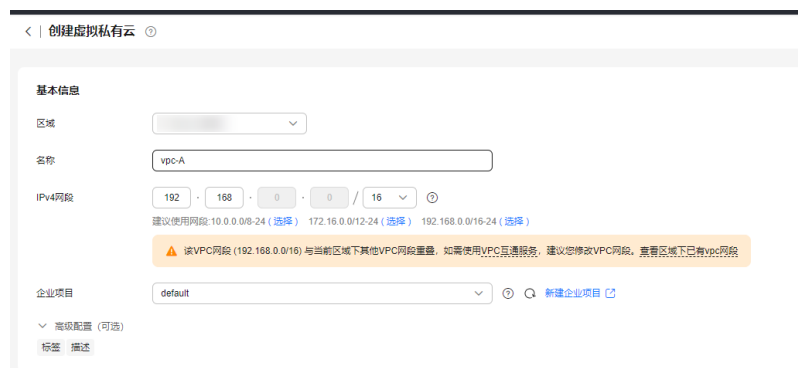 创建虚拟私有云
基本信息
区域
名称 vpc-A
IPv4网段 192 · 168 · 0 · 0 / 16
建议使用网段:10.0.0.0/8-24 (选择) 172.16.0.0/12-24 (选择) 192.168.0.0/16-24 (选择)
该VPC网段 (192.168.0.0/16) 与当前区域下其他VPC网段重叠，如需使用VPC互通服务，建议您修改VPC网段。查看区域下已有vpc网段
企业项目 default 新建企业项目
高级配置（可选）
标签 描述